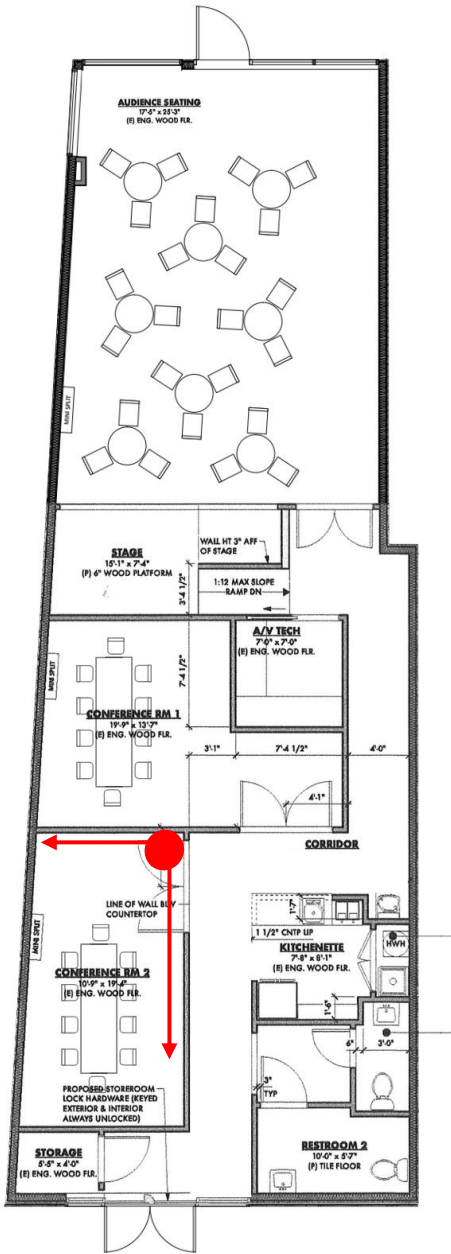 AUDIENCE SEATING
17'-5" x 25'-3"
(E) ENG. WOOD FLR.
MINI SPLIT
STAGE
15'-1" x 7'-4"
(P) 6" WOOD PLATFORM
WALL HT 3" AFF
OF STAGE
3'-4 1/2"
1:12 MAX SLOPE
RAMP DN
A/V TECH
7'-0" x 7'-0"
(E) ENG. WOOD FLR.
7'-4 1/2"
MINI SPLIT
CONFERENCE RM 1
19'-9" x 13'-7"
(E) ENG. WOOD FLR.
3'-1"
7'-4 1/2"
4'-0"
4'-1"
CORRIDOR
LINE OF WALL BLW
COUNTERTOP
1'-7"
1 1/2" CNTP UP
KITCHENETTE
7'-8" x 8'-1"
(E) ENG. WOOD FLR.
HWH
MINI SPLIT
CONFERENCE RM 2
10'-9" x 19'-4"
(E) ENG. WOOD FLR.
1'-6"
6"
3'-0"
3"
TYP
PROPOSED STOREROOM
LOCK HARDWARE (KEYED
EXTERIOR & INTERIOR
ALWAYS UNLOCKED)
STORAGE
5'-5" x 4'-0"
(E) ENG. WOOD FLR.
RESTROOM 2
10'-0" x 5'-7"
(P) TILE FLOOR